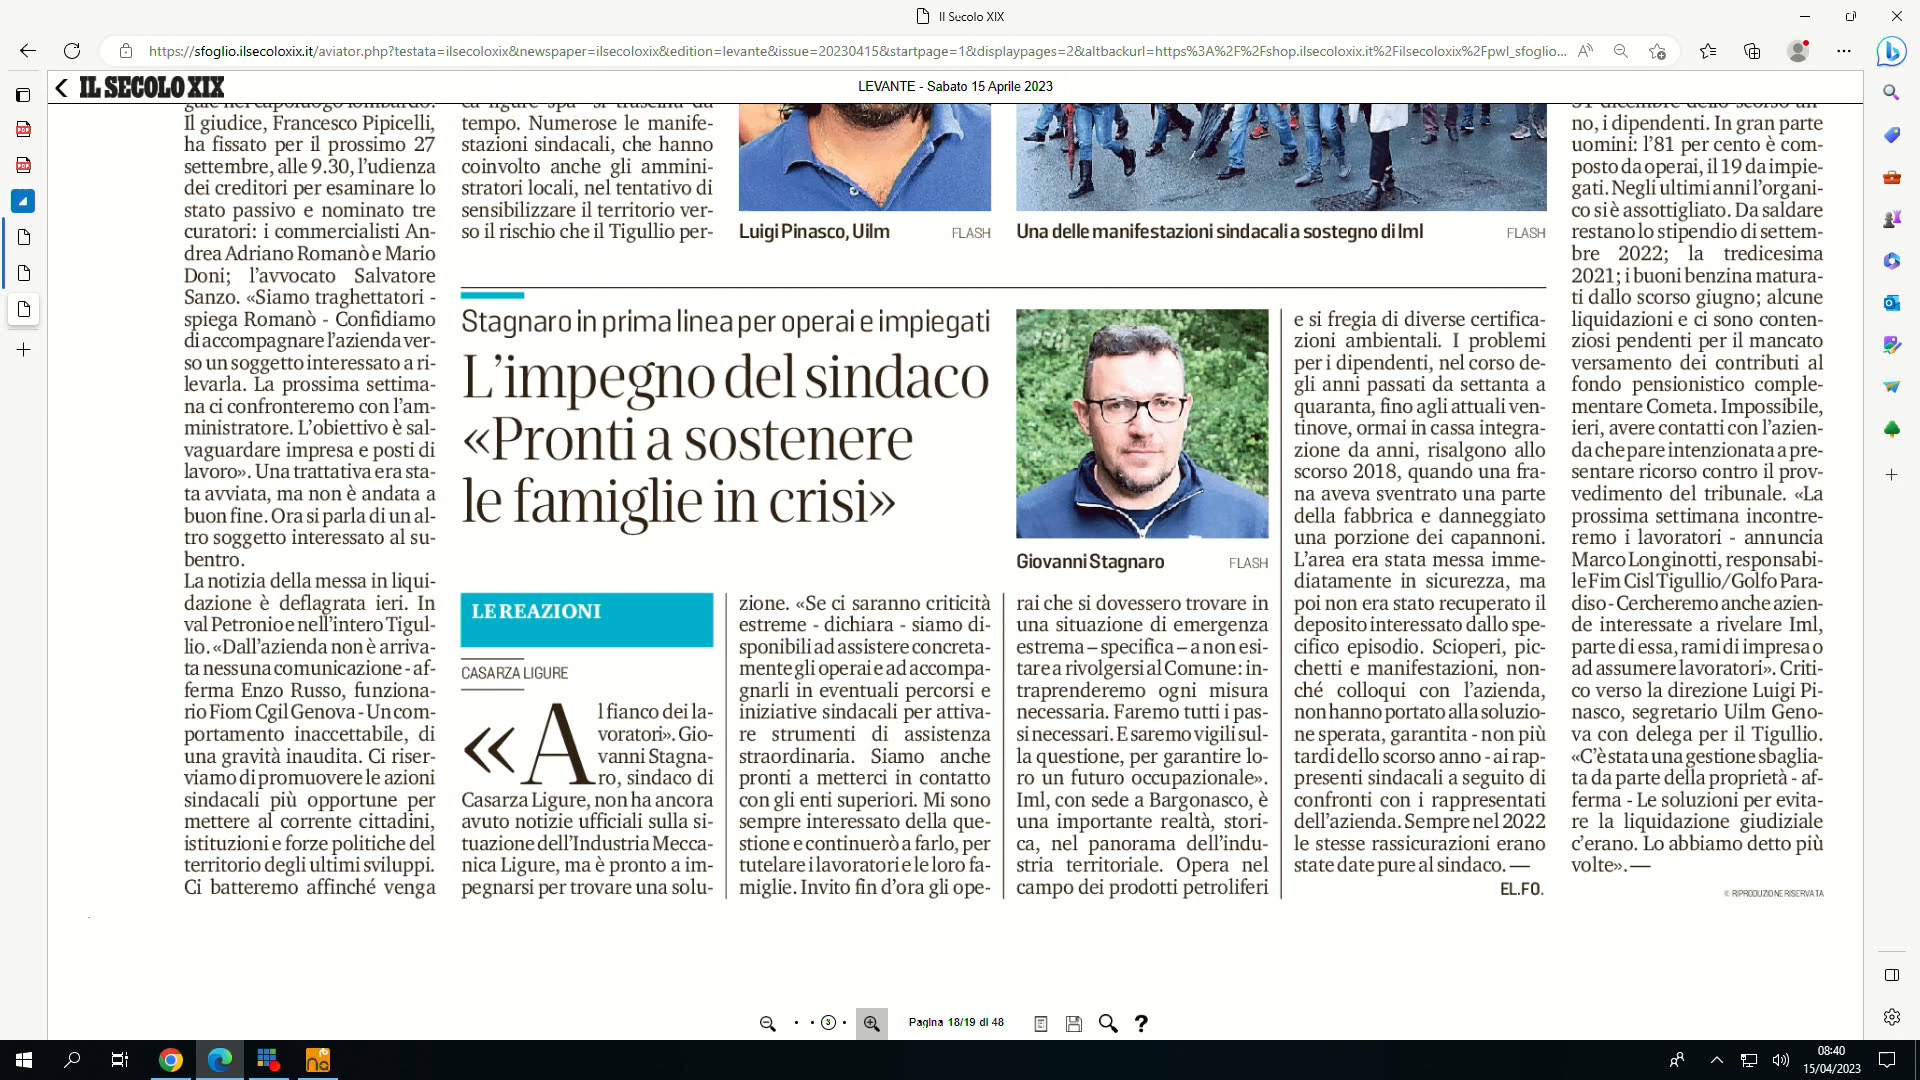 Il Secolo XIX
https://sfoglio.ilsecoloxix.it/aviator.php?testata=ilsecoloxix&newspaper=ilsecoloxix&edition=levante&issue=20230415&startpage=1&displaypages=2&altbackurl=https%3A%2F%2Fshop.ilsecoloxix.it%2Filsecoloxix%2Fpwl_sfoglio...
IL SECOLO XIX
LEVANTE - Sabato 15 Aprile 2023
Il giudice, Francesco Pipicelli,
ha fissato per il prossimo 27
settembre, alle 9.30, l'udienza
dei creditori per esaminare lo
stato passivo e nominato tre
curatori: i commercialisti An-
drea Adriano Romanò e Mario
Doni; l'avvocato Salvatore
Sanzo. «Siamo traghettatori -
spiega Romanò - Confidiamo
di accompagnare l'azienda ver-
so un soggetto interessato a ri-
levarla. La prossima settima-
na ci confronteremo con l'am-
ministratore. L'obiettivo è sal-
vaguardare impresa e posti di
lavoro». Una trattativa era sta-
ta avviata, ma non è andata a
buon fine. Ora si parla di un al-
tro soggetto interessato al su-
bentro.
La notizia della messa in liqui-
dazione è deflagrata ieri. In
val Petronio e nell'intero Tigul-
lio. «Dall'azienda non è arriva-
ta nessuna comunicazione - af-
ferma Enzo Russo, funziona-
rio Fiom Cgil Genova - Un com-
portamento inaccettabile, di
una gravità inaudita. Ci riser-
viamo di promuovere le azioni
sindacali più opportune per
mettere al corrente cittadini,
istituzioni e forze politiche del
territorio degli ultimi sviluppi.
Ci batteremo affinché venga
tempo. Numerose le manife-
stazioni sindacali, che hanno
coinvolto anche gli ammini-
stratori locali, nel tentativo di
sensibilizzare il territorio ver-
so il rischio che il Tigullio per-
Luigi Pinasco, Uilm
FLASH
Una delle manifestazioni sindacali a sostegno di Iml
FLASH
Stagnaro in prima linea per operai e impiegati
L'impegno del sindaco
«Pronti a sostenere
le famiglie in crisi»
Giovanni Stagnaro
FLASH
LE REAZIONI
CASARZA LIGURE
«Al fianco dei la-
voratori». Gio-
vanni Stagna-
ro, sindaco di
Casarza Ligure, non ha ancora
avuto notizie ufficiali sulla si-
tuazione dell'Industria Mecca-
nica Ligure, ma è pronto a im-
pegnarsi per trovare una solu-
zione. «Se ci saranno criticità
estreme - dichiara - siamo di-
sponibili ad assistere concreta-
mente gli operai e ad accompa-
gnarli in eventuali percorsi e
iniziative sindacali per attiva-
re strumenti di assistenza
straordinaria. Siamo anche
pronti a metterci in contatto
con gli enti superiori. Mi sono
sempre interessato della que-
stione e continuerò a farlo, per
tutelare i lavoratori e le loro fa-
miglie. Invito fin d'ora gli ope-
rai che si dovessero trovare in
una situazione di emergenza
estrema – specifica – a non esi-
tare a rivolgersi al Comune: in-
traprenderemo ogni misura
necessaria. Faremo tutti i pas-
si necessari. E saremo vigili sul-
la questione, per garantire lo-
ro un futuro occupazionale».
Iml, con sede a Bargonasco, è
una importante realtà, stori-
ca, nel panorama dell'indu-
stria territoriale. Opera nel
campo dei prodotti petroliferi
e si fregia di diverse certifica-
zioni ambientali. I problemi
per i dipendenti, nel corso de-
gli anni passati da settanta a
quaranta, fino agli attuali ven-
tinove, ormai in cassa integra-
zione da anni, risalgono allo
scorso 2018, quando una fra-
na aveva sventrato una parte
della fabbrica e danneggiato
una porzione dei capannoni.
L'area era stata messa imme-
diatamente in sicurezza, ma
poi non era stato recuperato il
deposito interessato dallo spe-
cifico episodio. Scioperi, pic-
chetti e manifestazioni, non-
ché colloqui con l'azienda,
non hanno portato alla soluzio-
ne sperata, garantita - non più
tardi dello scorso anno - ai rap-
presenti sindacali a seguito di
confronti con i rappresentati
dell'azienda. Sempre nel 2022
le stesse rassicurazioni erano
state date pure al sindaco. —
EL.FO.
31 dicembre dello scorso an-
no, i dipendenti. In gran parte
uomini: l'81 per cento è com-
posto da operai, il 19 da impie-
gati. Negli ultimi anni l'organi-
co si è assottigliato. Da saldare
restano lo stipendio di settem-
bre 2022; la tredicesima
2021; i buoni benzina matura-
ti dallo scorso giugno; alcune
liquidazioni e ci sono conten-
ziosi pendenti per il mancato
versamento dei contributi al
fondo pensionistico comple-
mentare Cometa. Impossibile,
ieri, avere contatti con l'azien-
da che pare intenzionata a pre-
sentare ricorso contro il prov-
vedimento del tribunale. «La
prossima settimana incontre-
remo i lavoratori - annuncia
Marco Longinotti, responsabi-
le Fim Cisl Tigullio/Golfo Para-
diso - Cercheremo anche azien-
de interessate a rivelare Iml,
parte di essa, rami di impresa o
ad assumere lavoratori». Criti-
co verso la direzione Luigi Pi-
nasco, segretario Uilm Geno-
va con delega per il Tigullio.
«C'è stata una gestione sbaglia-
ta da parte della proprietà - af-
ferma - Le soluzioni per evita-
re la liquidazione giudiziale
c'erano. Lo abbiamo detto più
volte». —
© RIPRODUZIONE RISERVATA
3
Pagina 18/19 di 48
08:40
15/04/2023